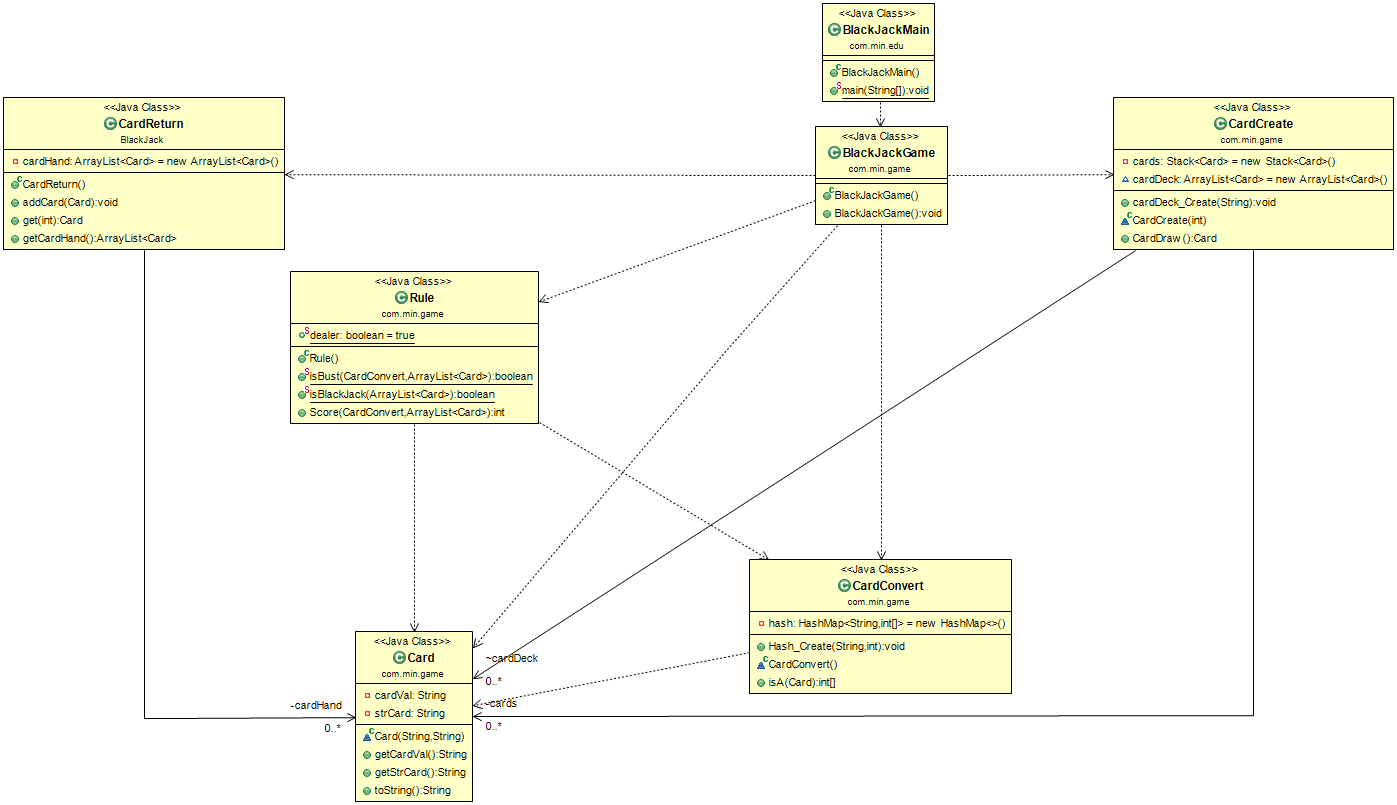 <<Java Class>>
BlackJackMain
com.min.edu
BlackJackMain()
main(String[]):void
<<Java Class>>
CardReturn
BlackJack
cardHand: ArrayList<Card> = new ArrayList<Card>()
CardReturn()
addCard(Card):void
get(int):Card
getCardHand():ArrayList<Card>
<<Java Class>>
BlackJackGame
com.min.game
BlackJackGame()
BlackJackGame():void
<<Java Class>>
CardCreate
com.min.game
cards: Stack<Card> = new Stack<Card>()
cardDeck: ArrayList<Card> = new ArrayList<Card>()
cardDeck_Create(String):void
CardCreate(int)
CardDraw():Card
<<Java Class>>
Rule
com.min.game
dealer: boolean = true
Rule()
isBust(CardConvert,ArrayList<Card>):boolean
isBlackJack(ArrayList<Card>):boolean
Score(CardConvert,ArrayList<Card>):int
<<Java Class>>
CardConvert
com.min.game
hash: HashMap<String,int[]> = new HashMap<>()
Hash_Create(String,int):void
CardConvert()
isA(Card):int[]
<<Java Class>>
Card
com.min.game
cardVal: String
strCard: String
Card(String,String)
getCardVal():String
getStrCard():String
toString():String
~cardDeck
0..*
~cards
0..*
-cardHand
0..*